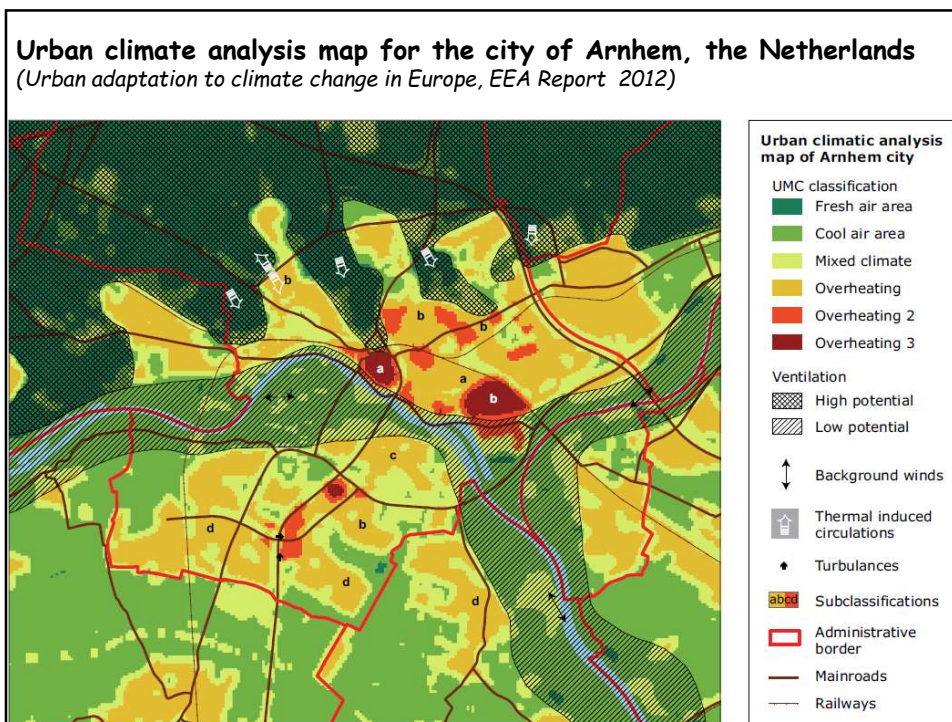 Urban climate analysis map for the city of Arnhem, the Netherlands
(Urban adaptation to climate change in Europe, EEA Report 2012)
Urban climatic analysis
map of Arnhem city
UMC classification
Fresh air area
Cool air area
Mixed climate
Overheating
Overheating 2
Overheating 3
Ventilation
High potential
Low potential
Background winds
Thermal induced
circulations
Turbulances
abcd Subclassifications
Administrative
border
Mainroads
Railways
b
b
b
a
a
b
c
d
b
d
d